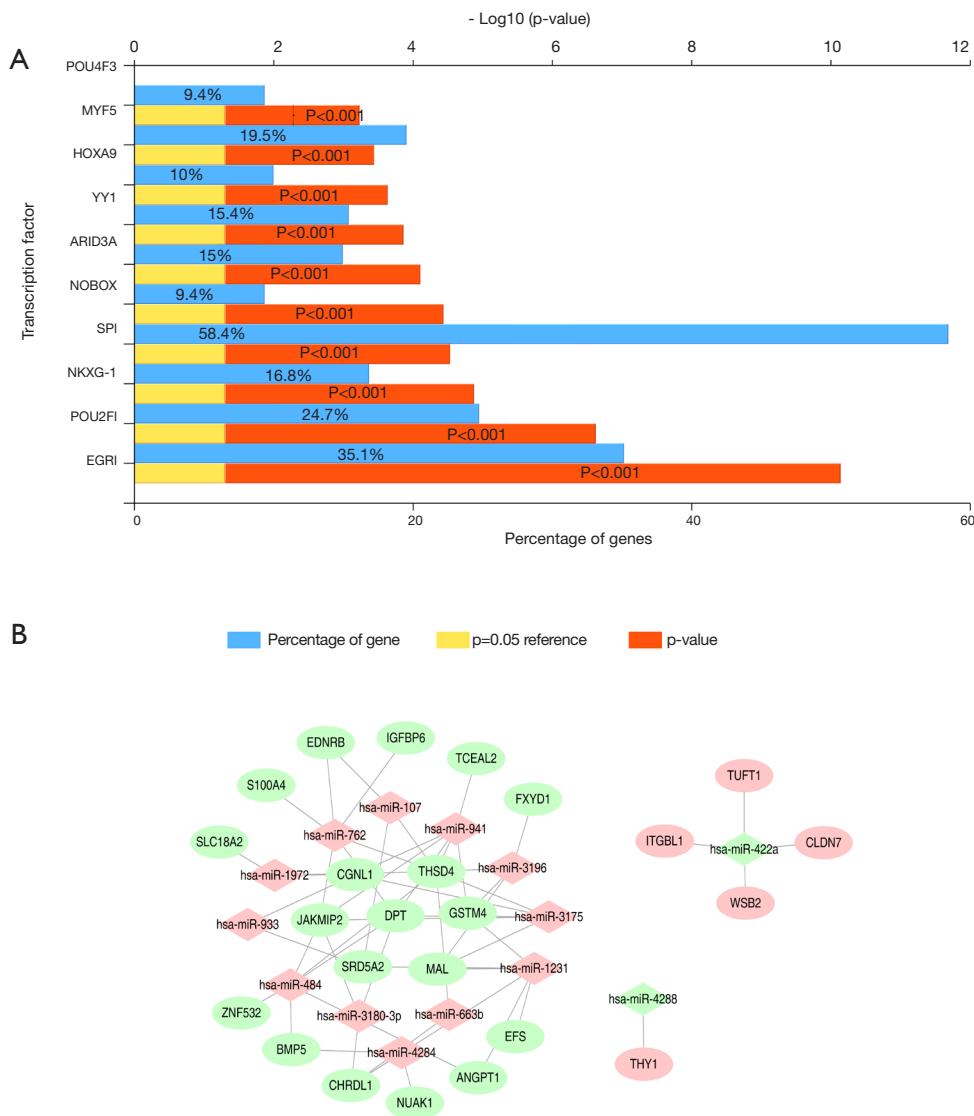 - Log10 (p-value)
0 2 4 6 8 10 12
A
POU4F3
9.4%
MYF5
P<0.001
19.5%
HOXA9
P<0.001
10%
YY1
P<0.001
15.4%
ARID3A
P<0.001
15%
NOBOX
P<0.001
9.4%
SPI
P<0.001
58.4%
NKXG-1
P<0.001
16.8%
POU2FI
P<0.001
24.7%
EGRI
P<0.001
35.1%
P<0.001
Transcription factor
0 20 40 60
Percentage of genes
B
Percentage of gene
p=0.05 reference
p-value
EDNRB
IGFBP6
TCEAL2
S100A4
FXYD1
hsa-miR-107
hsa-miR-762
hsa-miR-941
SLC18A2
hsa-miR-1972
CGNL1
THSD4
hsa-miR-3196
hsa-miR-933
JAKMIP2
DPT
GSTM4
hsa-miR-3175
SRD5A2
MAL
hsa-miR-1231
hsa-miR-484
ZNF532
hsa-miR-3180-3p
hsa-miR-663b
EFS
BMP5
hsa-miR-4284
CHRDL1
ANGPT1
NUAK1
TUFT1
ITGBL1
hsa-miR-422a
CLDN7
WSB2
hsa-miR-4288
THY1